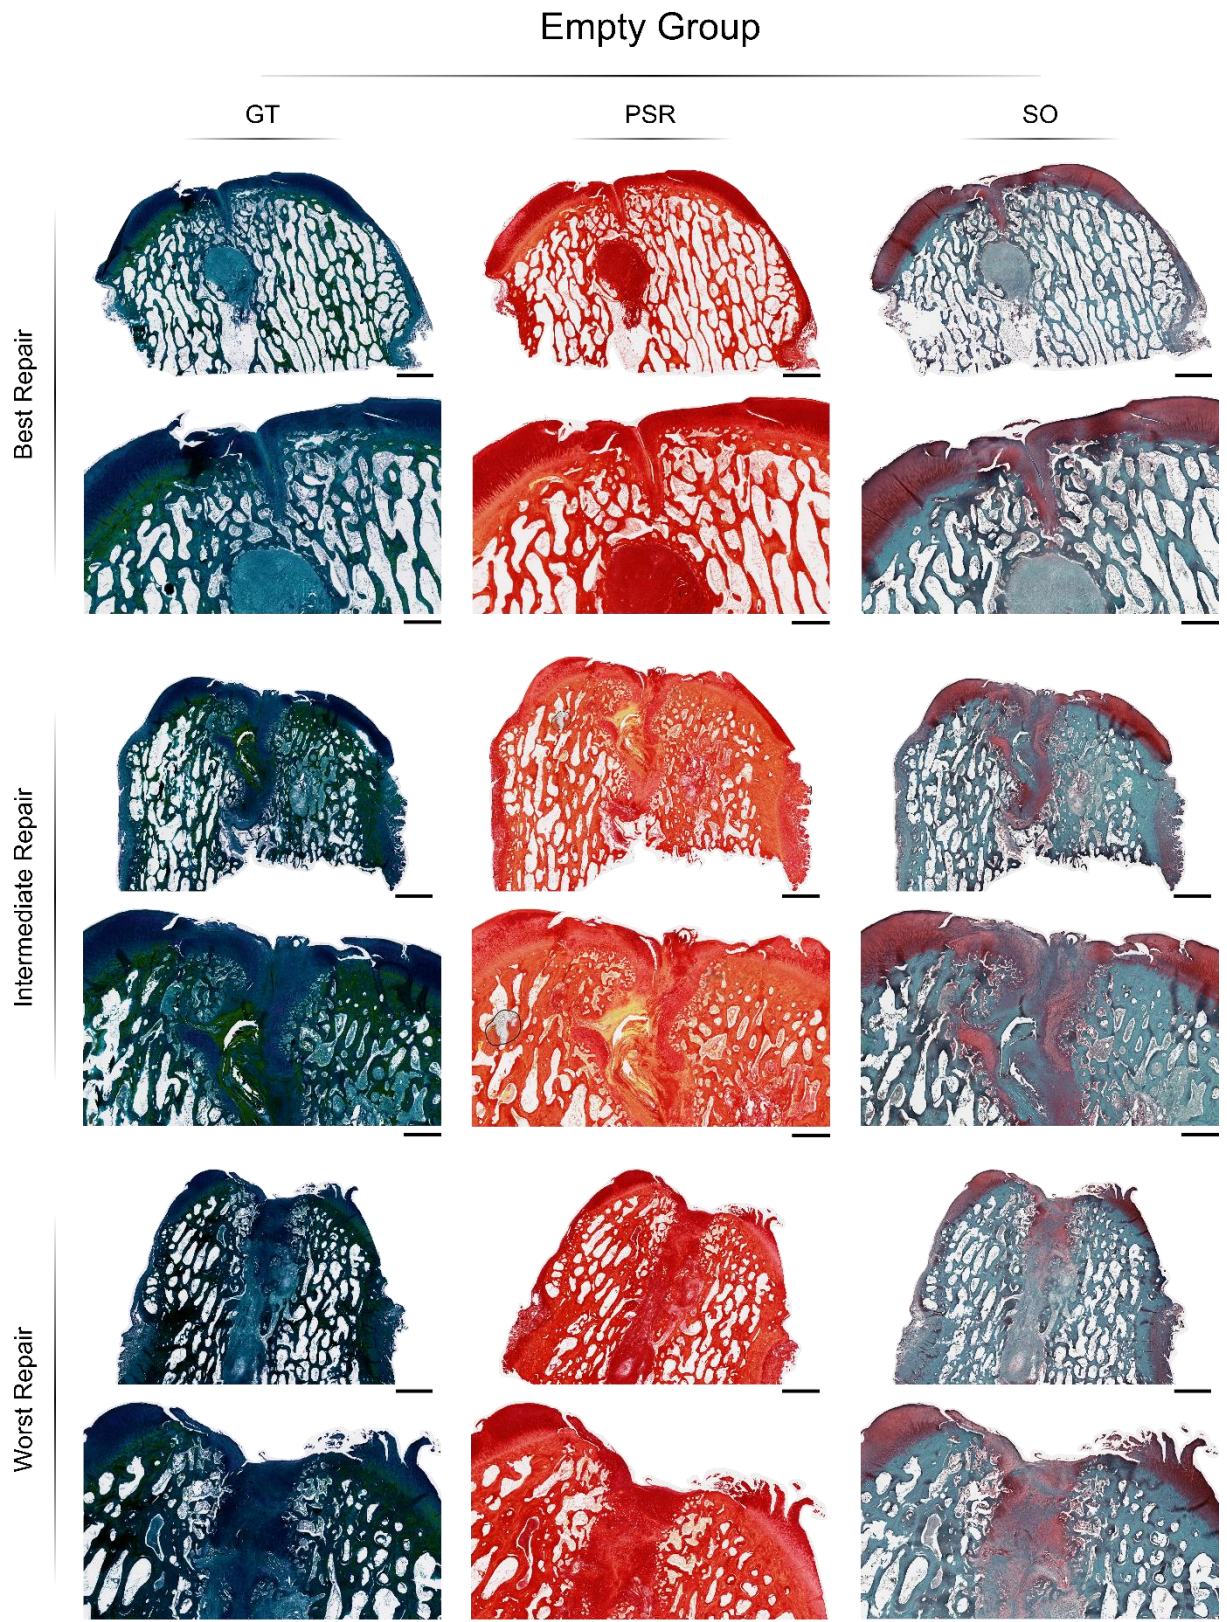 Empty Group
GT
PSR
SO
Best Repair
Intermediate Repair
Worst Repair